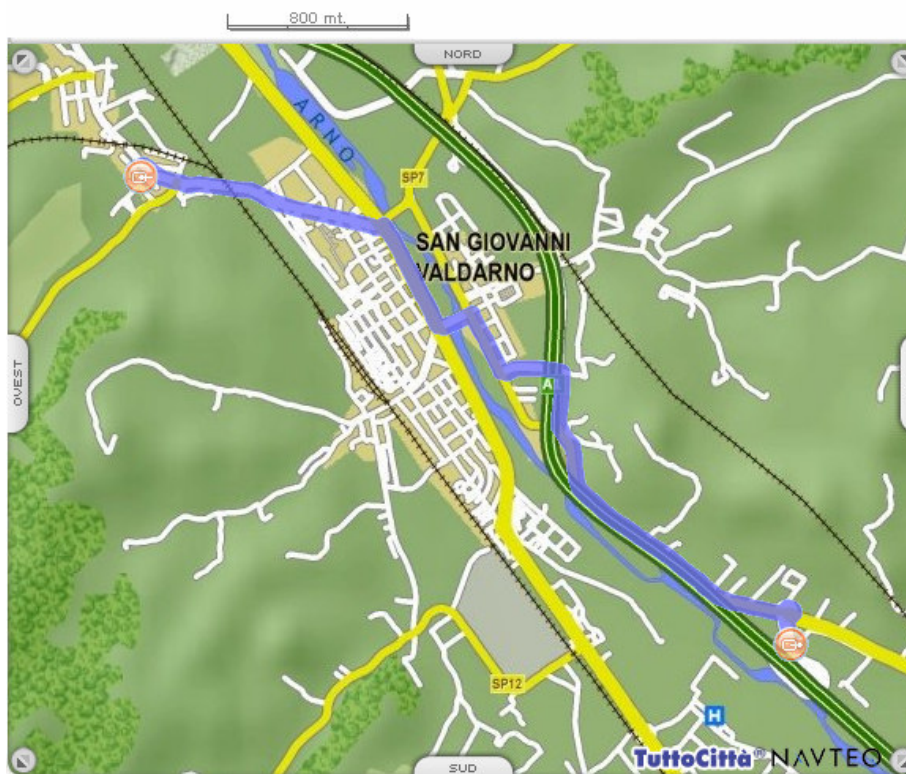 800 mt.
NORD
ARNO
SP7
SAN GIOVANNI
VALDARNO
OVEST
A
SP12
H
TuttoCittà® NAVTEQ
SUD